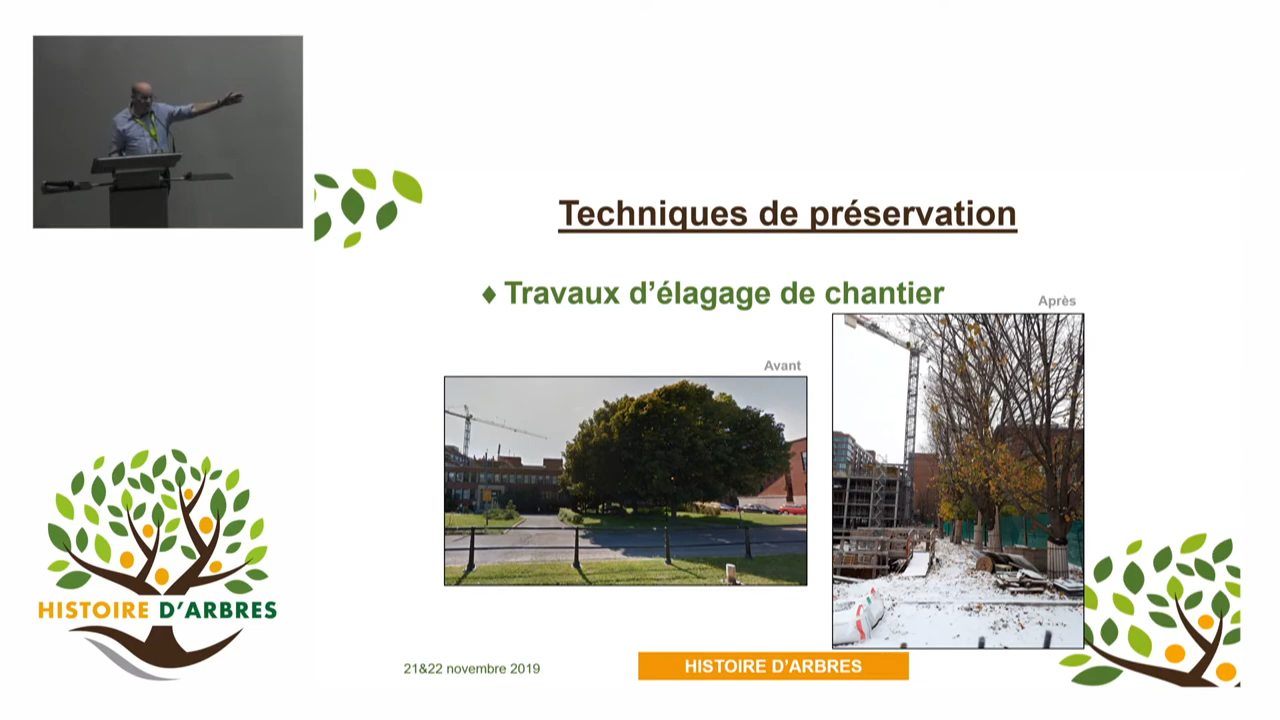 Techniques de préservation
♦ Travaux d’élagage de chantier
Après
Avant
HISTOIRE D’ARBRES
21&22 novembre 2019
HISTOIRE D’ARBRES